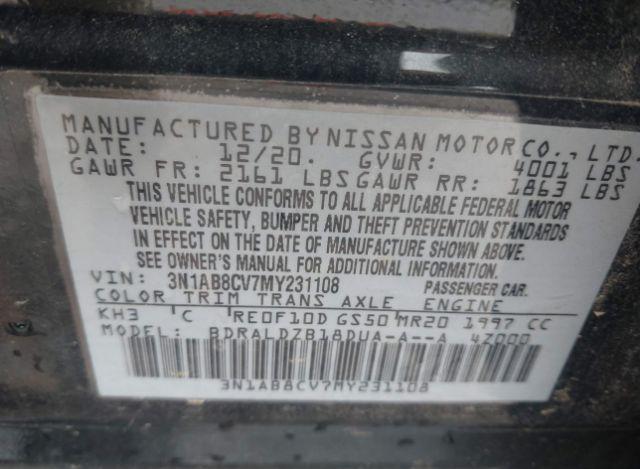 MANUFACTURED BY NISSAN MOTOR CO., LTD.
DATE: 12/20. GVWR: 4001 LBS
GAWR FR: 2161 LBS GAWR RR: 1863 LBS
THIS VEHICLE CONFORMS TO ALL APPLICABLE FEDERAL MOTOR
VEHICLE SAFETY, BUMPER AND THEFT PREVENTION STANDARDS
IN EFFECT ON THE DATE OF MANUFACTURE SHOWN ABOVE.
SEE OWNER'S MANUAL FOR ADDITIONAL INFORMATION.
VIN: 3N1AB8CV7MY231108 PASSENGER CAR.
COLOR TRIM TRANS AXLE ENGINE
KH3 C RE0F10D GS50 MR20 1997 CC
MODEL: BDRALDZB18DUA-A--A 4Z000
3N1AB8CV7MY231108